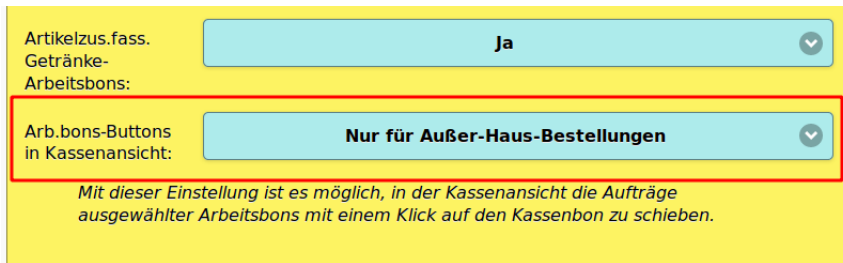 Artikelzus.fass.
Getränke-
Arbeitsbons:
Ja
Arb.bons-Buttons
in Kassenansicht:
Nur für Außer-Haus-Bestellungen
Mit dieser Einstellung ist es möglich, in der Kassenansicht die Aufträge
ausgewählter Arbeitsbons mit einem Klick auf den Kassenbon zu schieben.